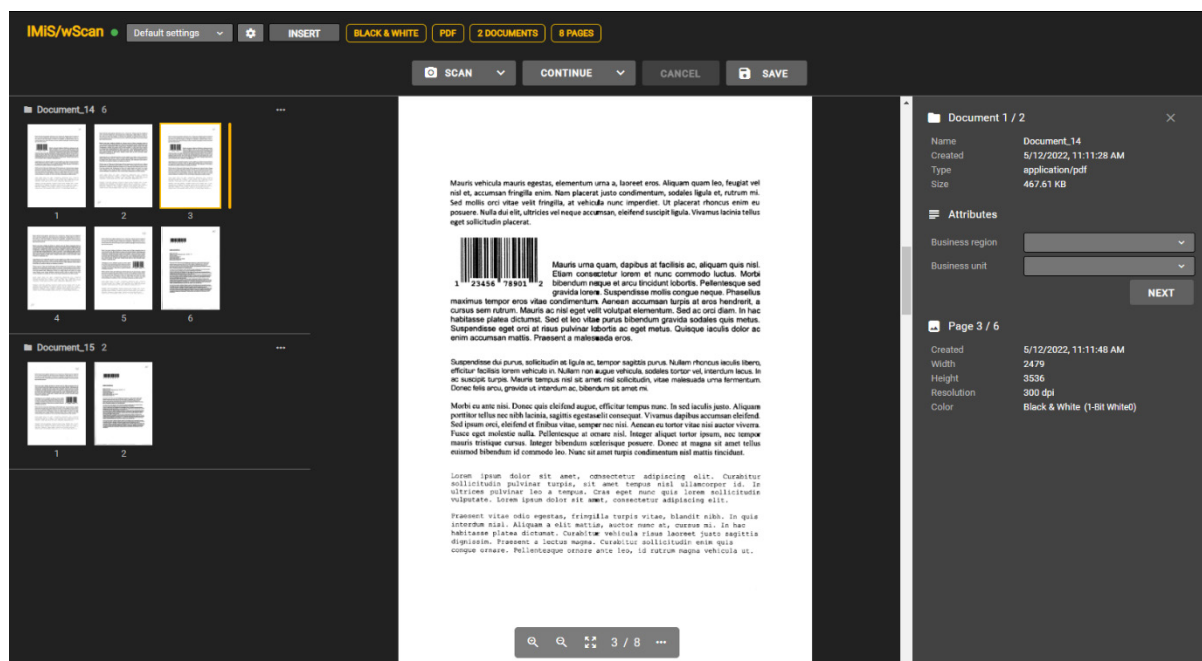 IMiS/wScan
Default settings
INSERT
BLACK & WHITE
PDF
2 DOCUMENTS
8 PAGES
SCAN
CONTINUE
CANCEL
SAVE
Document_14 6
1 2 3
4 5 6
Document_15 2
1 2
Mauris vehicula mauris egestas, elementum urna a, laoreet eros. Aliquam quam leo, feugiat vel
nisl et, accumsan fringilla enim. Nam placerat justo condimentum, sodales ligula et, rutrum mi.
Sed mollis orci vitae velit fringilla, at vehicula nunc imperdiet. Ut placerat rhoncus enim eu
posuere. Nulla dui elit, ultricies vel neque accumsan, eleifend suscipit ligula. Vivamus lacinia tellus
eget sollicitudin placerat.
1 23456 78901 2
Mauris urna quam, dapibus at facilisis ac, aliquam quis nisl.
Etiam consectetur lorem et nunc commodo luctus. Morbi
bibendum neque et arcu tincidunt lobortis. Pellentesque sed
gravida lorem. Suspendisse mollis congue neque. Phasellus
maximus tempor eros vitae condimentum. Aenean accumsan turpis at eros hendrerit, a
cursus sem rutrum. Mauris ac nisl eget velit volutpat elementum. Sed ac orci diam. In hac
habitasse platea dictumst. Sed et leo vitae purus bibendum gravida sodales quis metus.
Suspendisse eget orci at risus pulvinar lobortis ac eget metus. Quisque iaculis dolor ac
enim accumsan mattis. Praesent a malesuada eros.
Suspendisse dui purus, sollicitudin at ligula ac, tempor sagittis purus. Nullam rhoncus iaculis libero,
efficitur facilisis lorem vehicula in. Nullam non augue vehicula, sodales tortor vel, interdum lacus. In
ac suscipit turpis. Mauris tempus nisl sit amet nisl sollicitudin, vitae malesuada urna fermentum.
Donec felis arcu, gravida ut interdum ac, bibendum sit amet mi.
Morbi eu ante nisi. Donec quis eleifend augue, efficitur tempus nunc. In sed iaculis justo. Aliquam
porttitor tellus nec nibh lacinia, sagittis egestaselit consequat. Vivamus dapibus accumsan eleifend.
Sed ipsum orci, eleifend et finibus vitae, semper nec nisi. Aenean eu tortor vitae nisi auctor viverra.
Fusce eget molestie nulla. Pellentesque at ornare nisl. Integer aliquet tortor ipsum, nec tempor
mauris tristique cursus. Integer bibendum scelerisque posuere. Donec at magna sit amet tellus
euismod bibendum id commodo leo. Nunc sit amet turpis condimentum nisl mattis tincidunt.
Lorem ipsum dolor sit amet, consectetur adipiscing elit. Curabitur
sollicitudin pulvinar turpis, sit amet tempus nisl ullamcorper id. In
ultrices pulvinar leo a tempus. Cras eget nunc quis lorem sollicitudin
vulputate. Lorem ipsum dolor sit amet, consectetur adipiscing elit.
Praesent vitae odio egestas, fringilla turpis vitae, blandit nibh. In quis
interdum nisi. Aliquam a elit mattis, auctor nunc at, cursus mi. In hac
habitasse platea dictumst. Curabitur vehicula risus laoreet justo sagittis
dignissim. Praesent a lectus magna. Curabitur sollicitudin enim quis
congue ornare. Pellentesque ornare ante leo, id rutrum magna vehicula ut.
3 / 8
Document 1 / 2
Name Document_14
Created 5/12/2022, 11:11:28 AM
Type application/pdf
Size 467.61 KB
Attributes
Business region
Business unit
NEXT
Page 3 / 6
Created 5/12/2022, 11:11:48 AM
Width 2479
Height 3536
Resolution 300 dpi
Color Black & White (1-Bit White0)